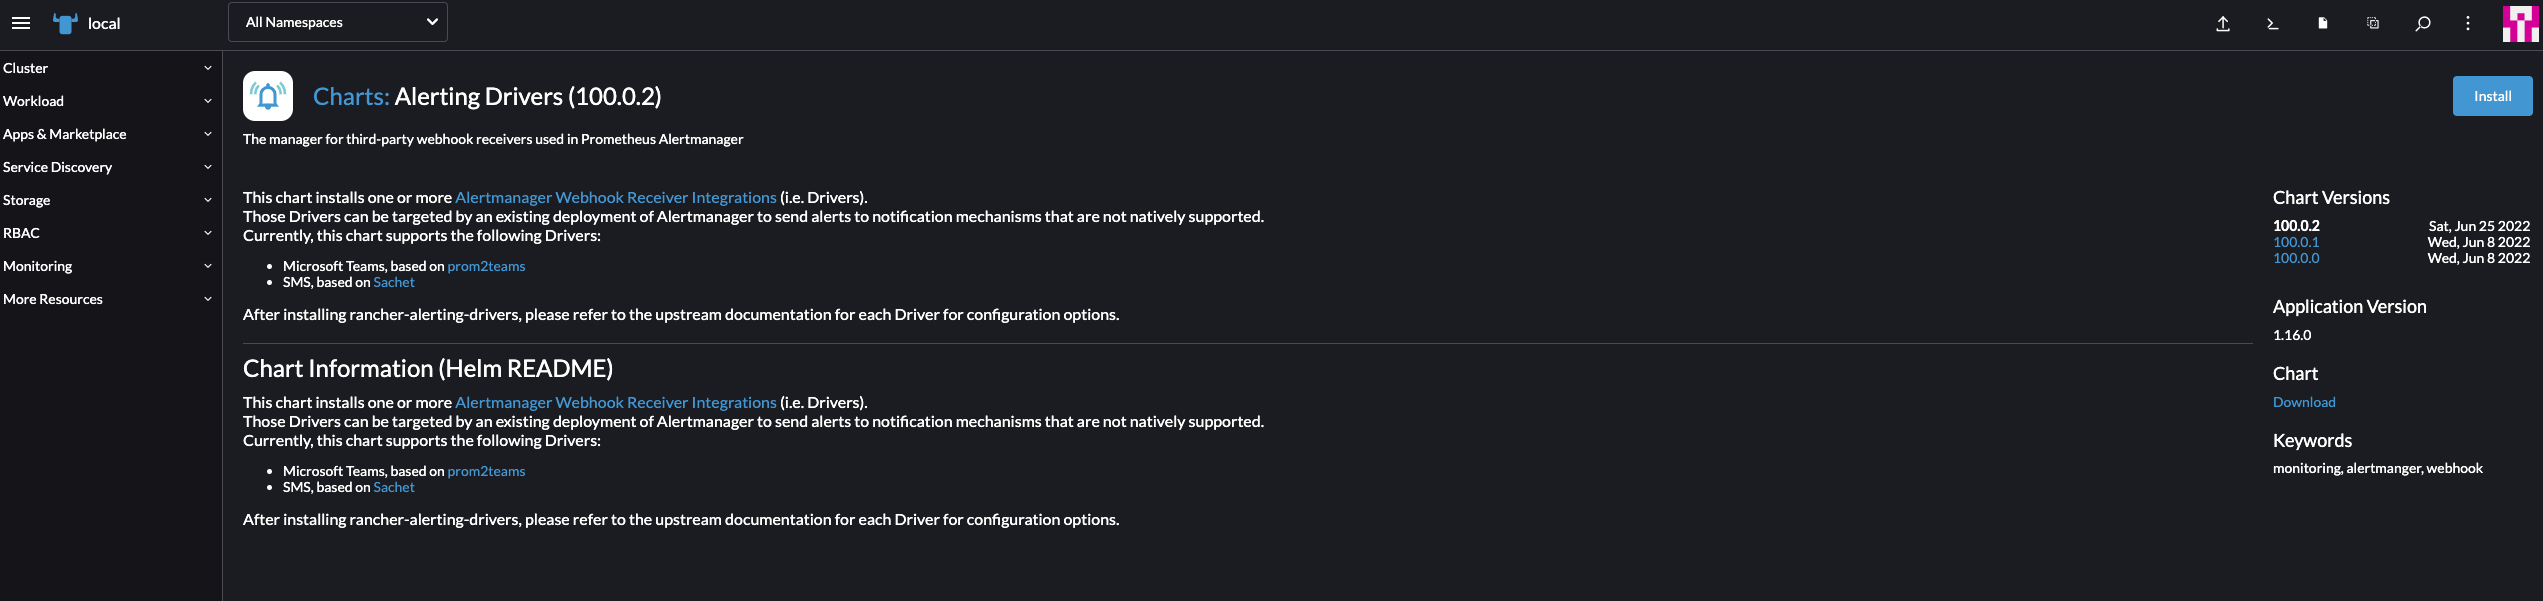 local
All Namespaces
Cluster
Workload
Apps & Marketplace
Service Discovery
Storage
RBAC
Monitoring
More Resources
Charts: Alerting Drivers (100.0.2)
Install
The manager for third-party webhook receivers used in Prometheus Alertmanager
This chart installs one or more Alertmanager Webhook Receiver Integrations (i.e. Drivers).
Those Drivers can be targeted by an existing deployment of Alertmanager to send alerts to notification mechanisms that are not natively supported.
Currently, this chart supports the following Drivers:
• Microsoft Teams, based on prom2teams
• SMS, based on Sachet
After installing rancher-alerting-drivers, please refer to the upstream documentation for each Driver for configuration options.
Chart Information (Helm README)
This chart installs one or more Alertmanager Webhook Receiver Integrations (i.e. Drivers).
Those Drivers can be targeted by an existing deployment of Alertmanager to send alerts to notification mechanisms that are not natively supported.
Currently, this chart supports the following Drivers:
• Microsoft Teams, based on prom2teams
• SMS, based on Sachet
After installing rancher-alerting-drivers, please refer to the upstream documentation for each Driver for configuration options.
Chart Versions
100.0.2 Sat, Jun 25 2022
100.0.1 Wed, Jun 8 2022
100.0.0 Wed, Jun 8 2022
Application Version
1.16.0
Chart
Download
Keywords
monitoring, alertmanger, webhook